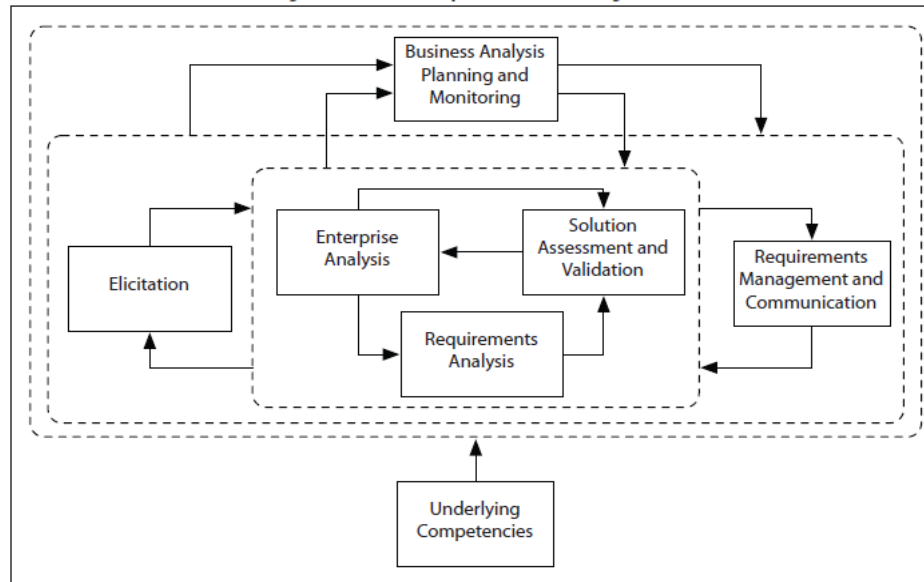 Business Analysis
Planning and
Monitoring
Enterprise
Analysis
Solution
Assessment and
Validation
Elicitation
Requirements
Management and
Communication
Requirements
Analysis
Underlying
Competencies